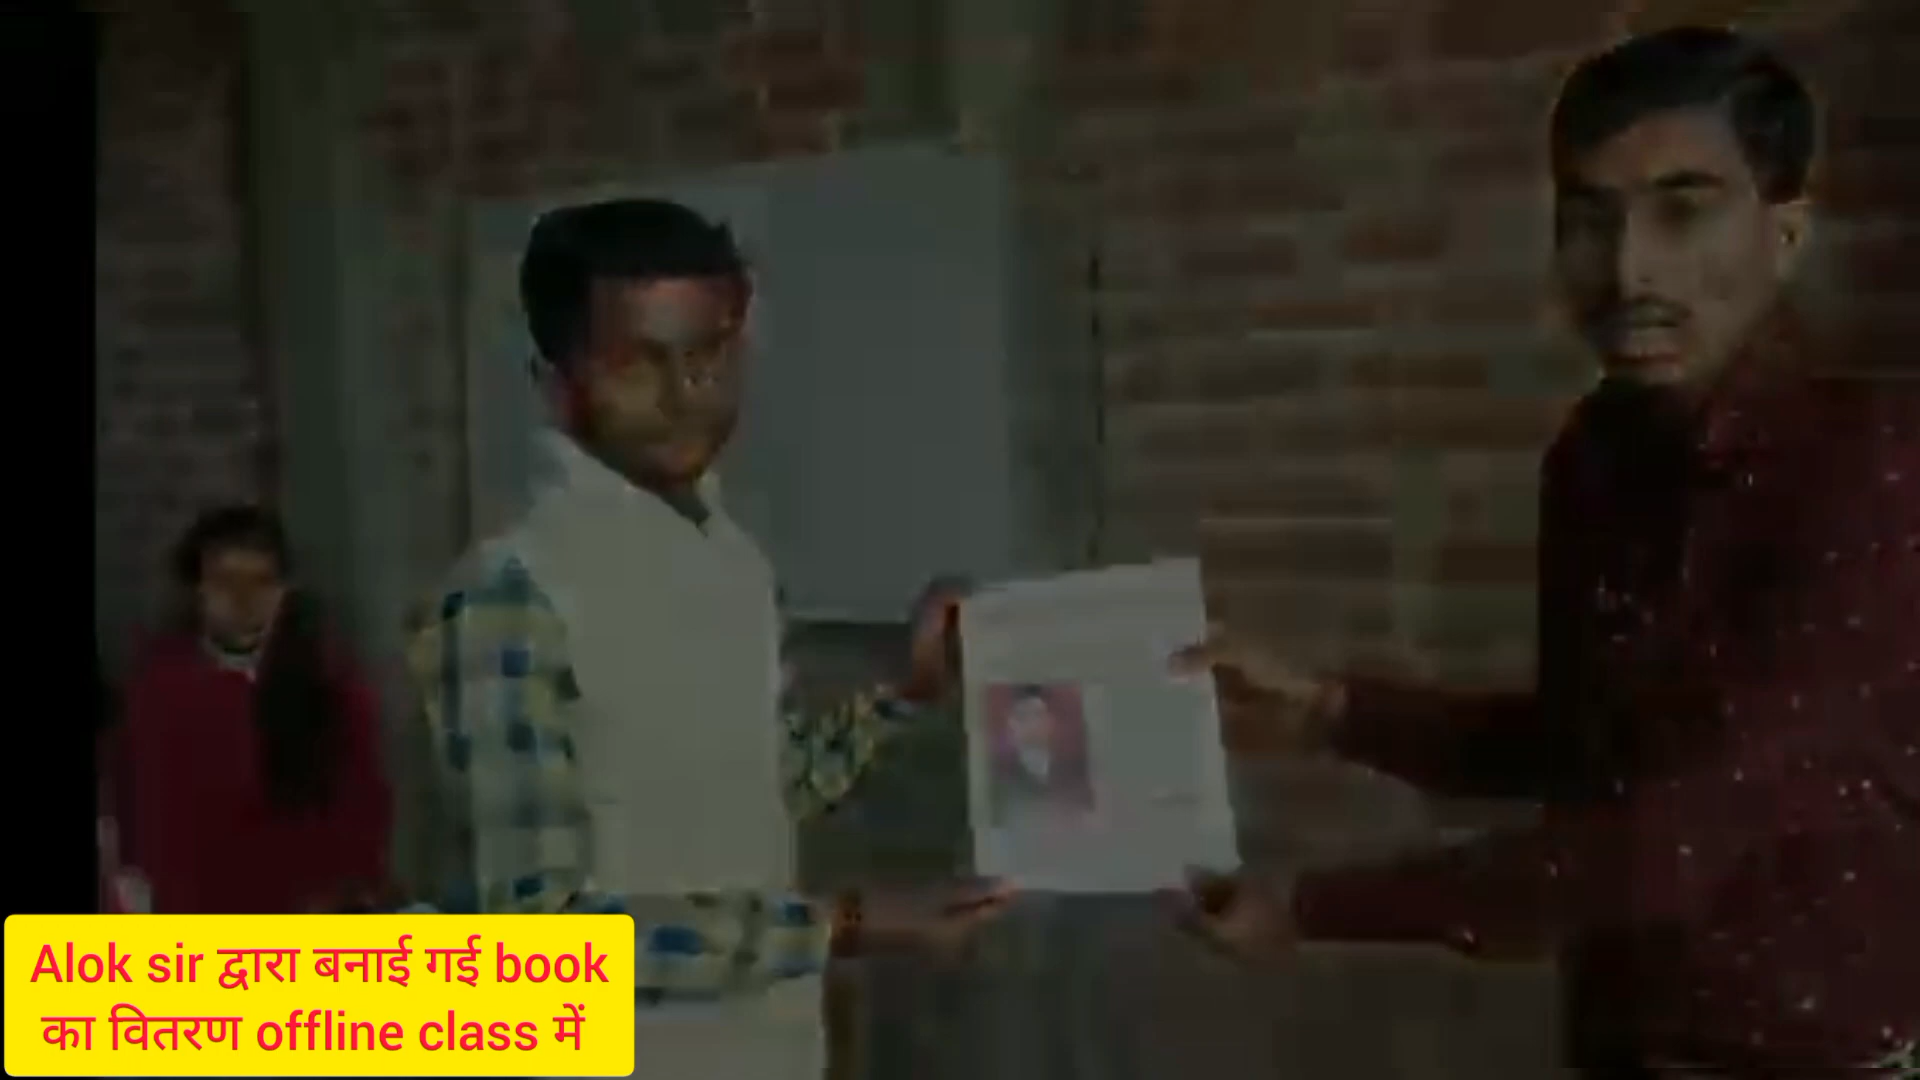 Alok sir द्वारा बनाई गई book
का वितरण offline class में